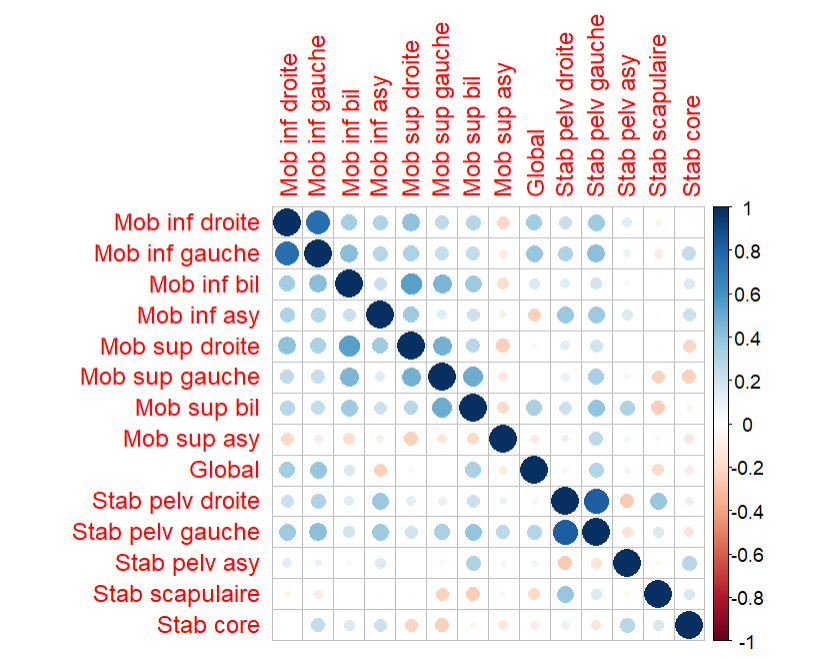 Mob inf droite
Mob inf gauche
Mob inf bil
Mob inf asy
Mob sup droite
Mob sup gauche
Mob sup bil
Mob sup asy
Global
Stab pelv droite
Stab pelv gauche
Stab pelv asy
Stab scapulaire
Stab core
Mob inf droite
Mob inf gauche
Mob inf bil
Mob inf asy
Mob sup droite
Mob sup gauche
Mob sup bil
Mob sup asy
Global
Stab pelv droite
Stab pelv gauche
Stab pelv asy
Stab scapulaire
Stab core
1
0.8
0.6
0.4
0.2
0
-0.2
-0.4
-0.6
-0.8
-1